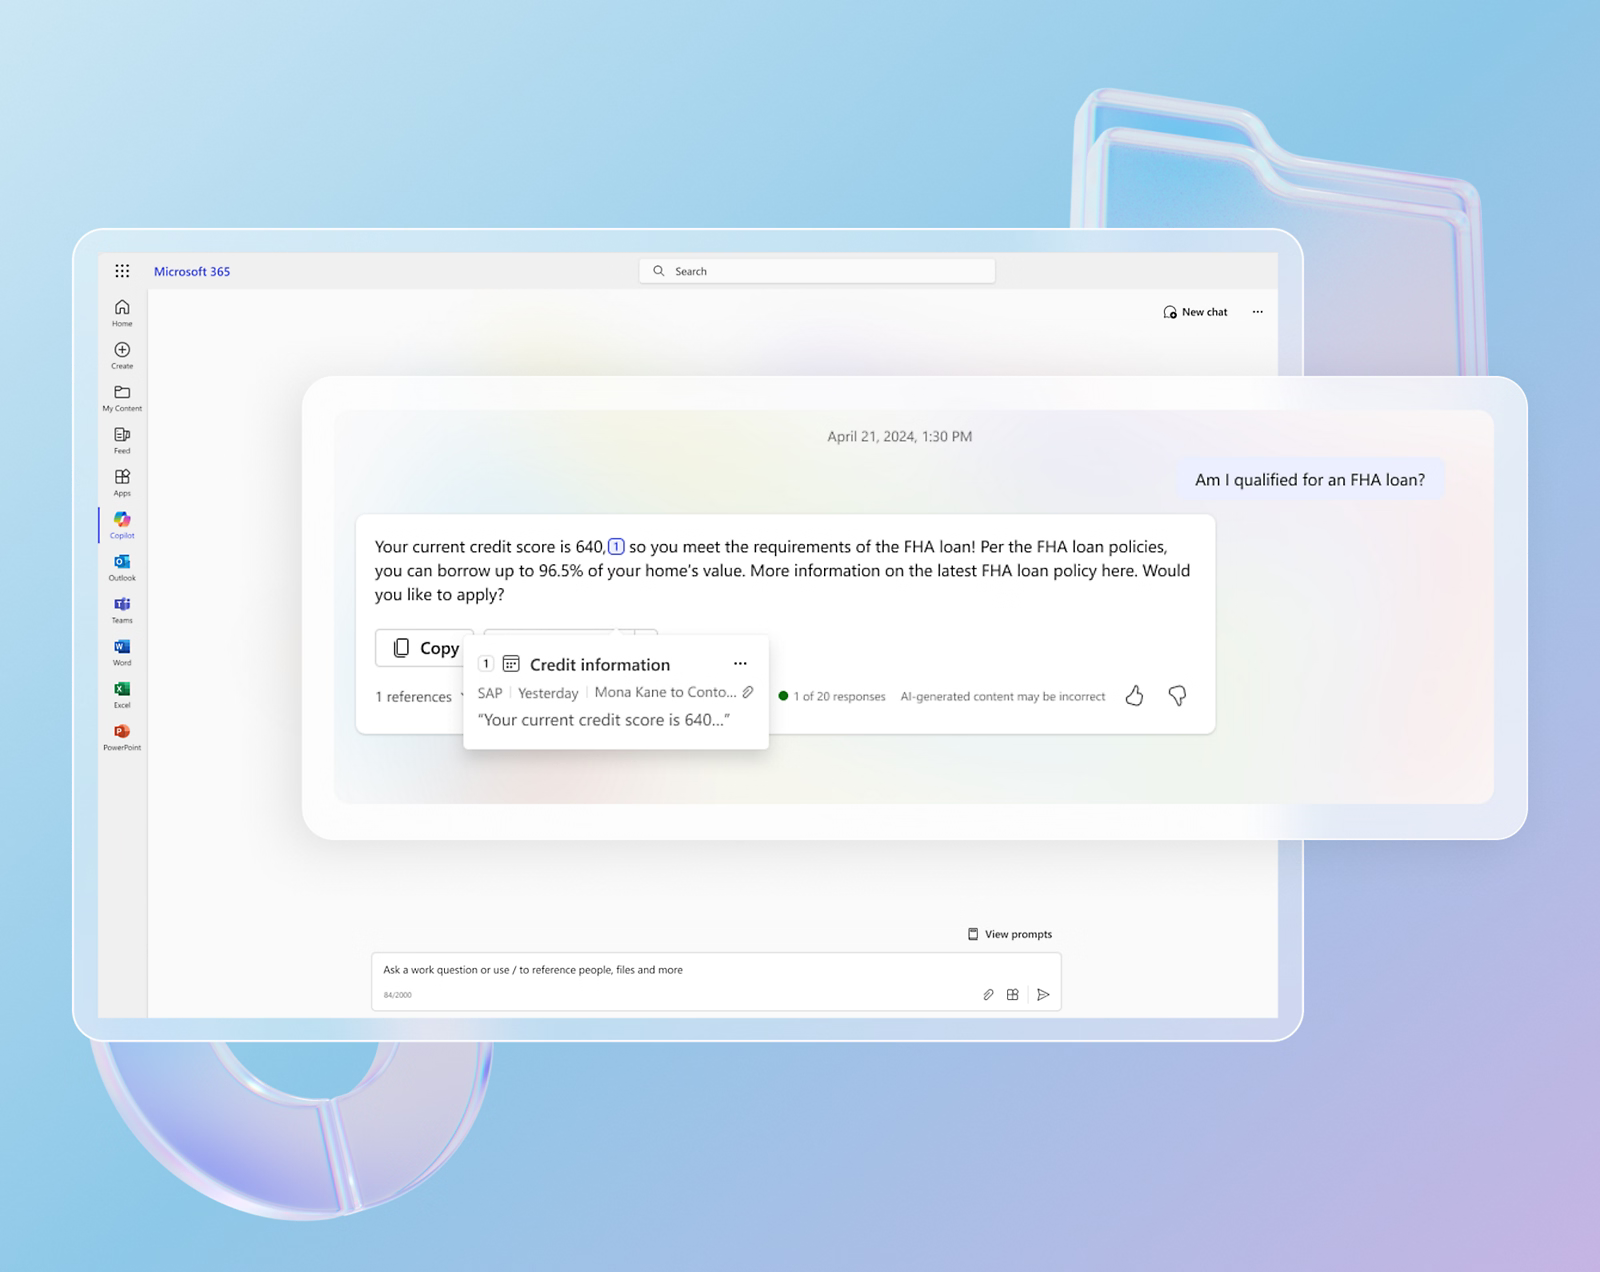 Microsoft 365
Search
Home
Create
My Content
Feed
Apps
Copilot
Outlook
Teams
Word
Excel
PowerPoint
New chat
April 21, 2024, 1:30 PM
Am I qualified for an FHA loan?
Your current credit score is 640, 1 so you meet the requirements of the FHA loan! Per the FHA loan policies,
you can borrow up to 96.5% of your home's value. More information on the latest FHA loan policy here. Would
you like to apply?
Copy
1 Credit information
SAP | Yesterday | Mona Kane to Conto...
“Your current credit score is 640...”
1 references
1 of 20 responses
AI-generated content may be incorrect
View prompts
Ask a work question or use / to reference people, files and more
84/2000